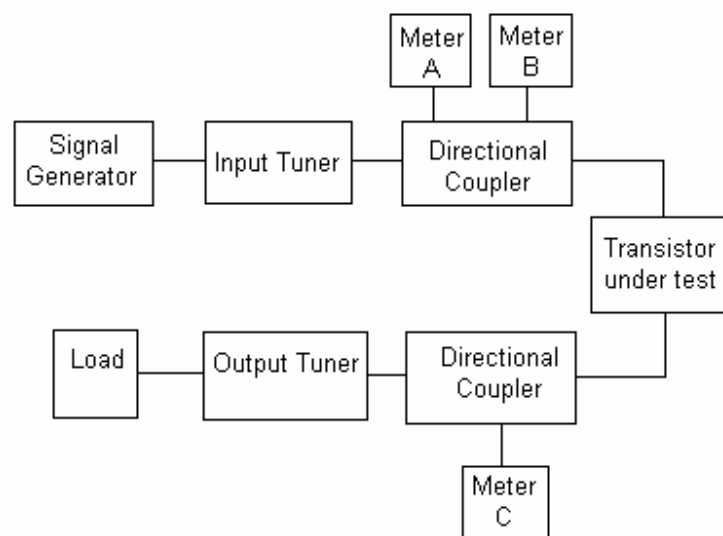 Meter
A
Meter
B
Signal
Generator
Input Tuner
Directional
Coupler
Transistor
under test
Load
Output Tuner
Directional
Coupler
Meter
C